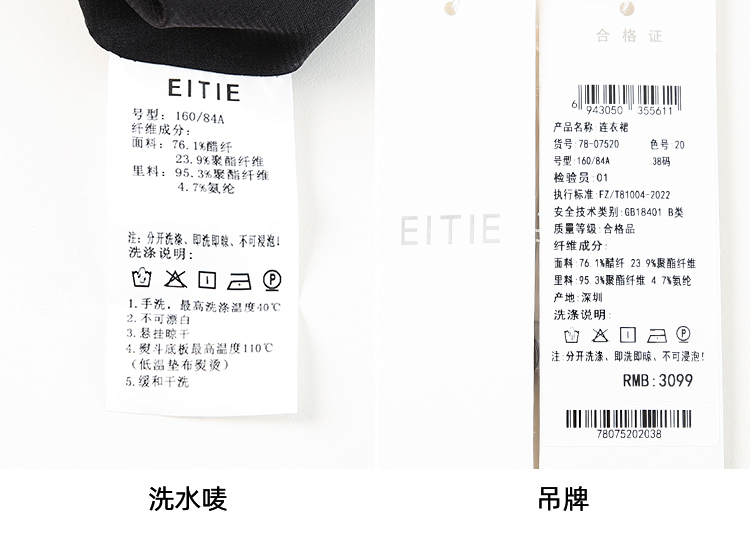 EITIE
号型: 160/84A
纤维成分:
面料: 76.1%醋纤
23.9%聚酯纤维
里料: 95.3%聚酯纤维
4.7%氨纶
注: 分开洗涤、即洗即晾、不可浸泡!
洗涤说明:
P
1.手洗，最高洗涤温度40℃
2.不可漂白
3.悬挂晾干
4.熨斗底板最高温度110℃
(低温垫布熨烫)
5.缓和干洗
洗水唛
EITIE
合格证
6 943050 355611
产品名称:连衣裙
货号:78-07520 色号 20
号型:160/84A 38码
检验员:01
执行标准:FZ/T81004-2022
安全技术类别:GB18401 B类
质量等级:合格品
纤维成分:
面料:76.1%醋纤 23.9%聚酯纤维
里料:95.3%聚酯纤维 4.7%氨纶
产地:深圳
洗涤说明:
P
注:分开洗涤、即洗即晾、不可浸泡!
RMB:3099
78075202038
吊牌